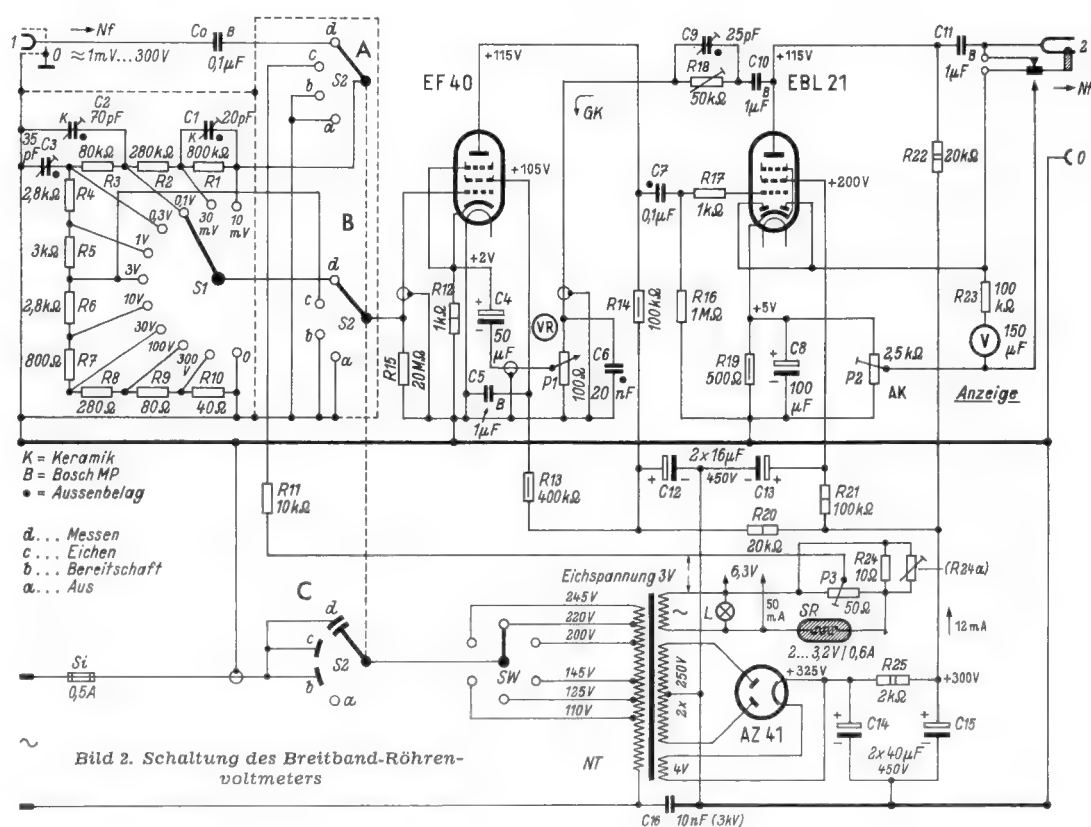 1
→Nf
0 ≈1mV...300V
Co B
0,1µF
d
c
b
a
A
S2
EF 40
+115V
C9 25pF
R18
50kΩ
C10
B
1µF
+115V
EBL 21
C11
B
1µF
2
→
Nf
0
GK
C2
K 70pF
C1
K 20pF
35
pF C3
80kΩ 280kΩ 800kΩ
R3 R2 R1
2,8kΩ R4
0,1V
30
mV
10
mV
0,3V
1V
3kΩ R5
3V
S1
2,8kΩ R6
10V
30V
800Ω R7
100V
300
V
0
R8 R9 R10
280Ω 80Ω 40Ω
B
d
c
b
a
S2
+105V
+2V
R12
1kΩ
C4
50
µF
R15
20MΩ
C5
B
1µF
VR
P1
100Ω
C6
20 nF
R14
100kΩ
C7
0,1µF
R17
1kΩ
R16
1MΩ
+200V
+5V
R19
500Ω
C8
100
µF
P2
2,5kΩ
AK
R22 20kΩ
R23
100
kΩ
V
150
µF
Anzeige
K = Keramik
B = Bosch MP
• = Aussenbelag
d... Messen
c... Eichen
b... Bereitschaft
a... Aus
R11
10kΩ
R13
400kΩ
2x16µF
450V
C12 C13
R21
100kΩ
R20
20kΩ
Eichspannung 3V
6,3V
L
50
mA
P3
50Ω
R24
10Ω
(R24a)
SR
2...3,2V/0,6A
12mA
C
d
c
b
a
S2
Si
0,5A
SW
245V
220V
200V
145V
125V
110V
2x 250V
4V
NT
AZ 41
+325V
R25
2kΩ
+300V
C14
C15
2x40µF
450V
C16 10nF (3kV)
~
Bild 2. Schaltung des Breitband-Röhren-
voltmeters